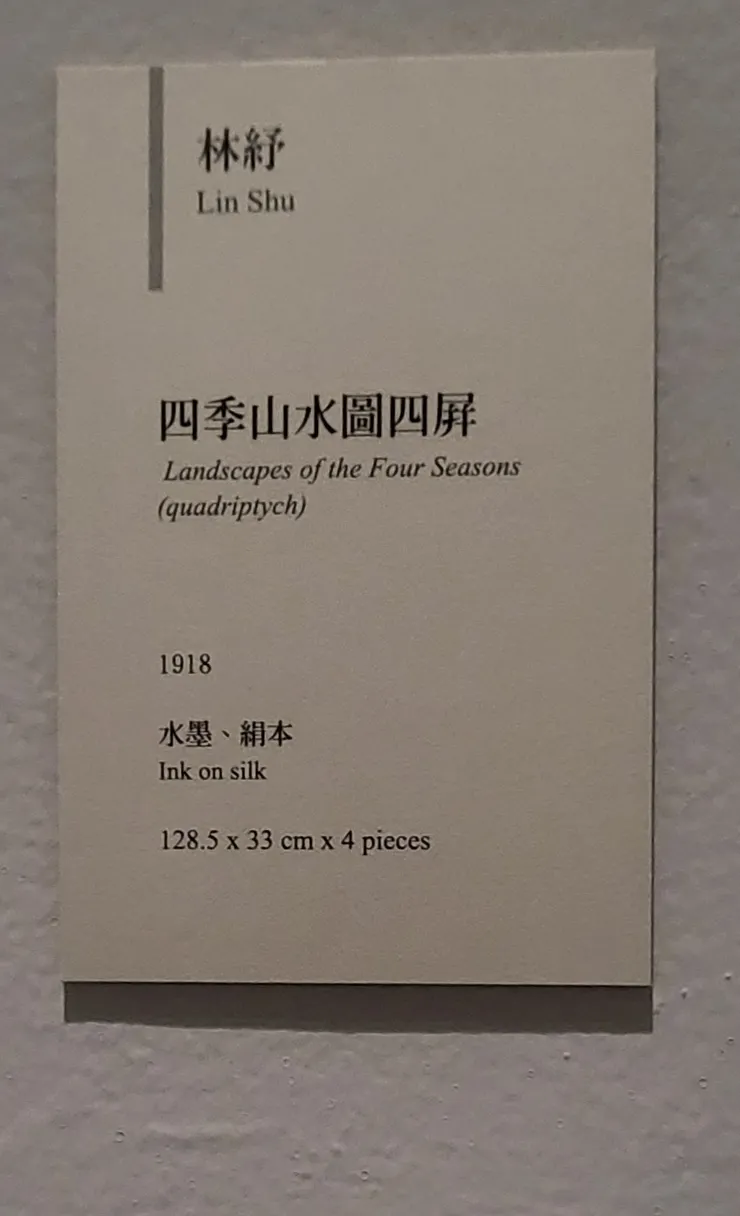 林紓
Lin Shu
四季山水圖四屏
Landscapes of the Four Seasons
(quadriptych)
1918
水墨、絹本
Ink on silk
128.5 x 33 cm x 4 pieces